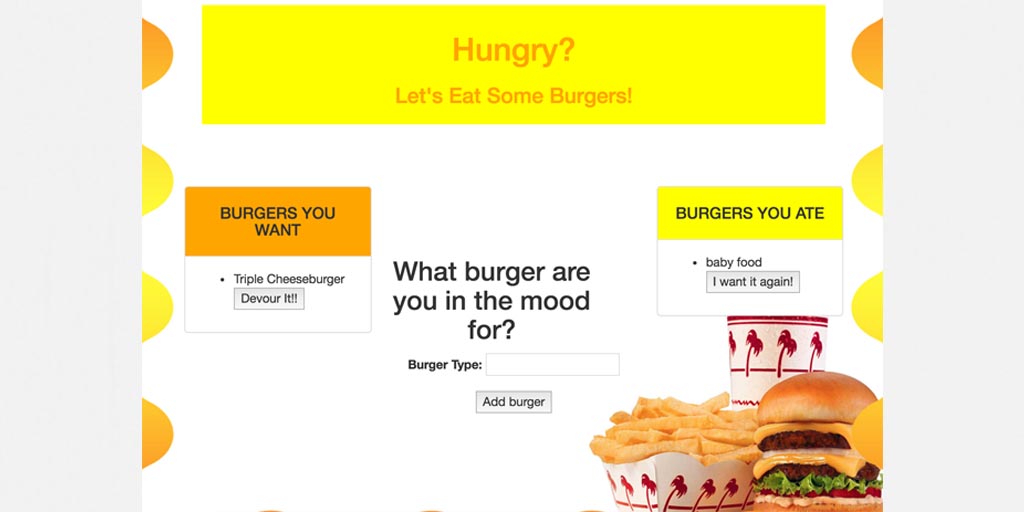 Hungry?
Let's Eat Some Burgers!
BURGERS YOU
WANT
• Triple Cheeseburger
Devour It!!
What burger are
you in the mood
for?
Burger Type:
Add burger
BURGERS YOU ATE
• baby food
I want it again!